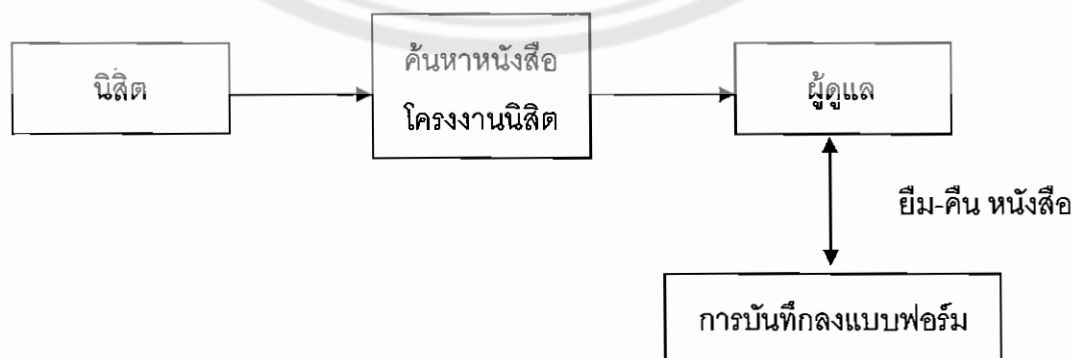 นิสิต
ค้นหาหนังสือ
โครงงานนิสิต
ผู้ดูแล
ยืม-คืน หนังสือ
การบันทึกลงแบบฟอร์ม